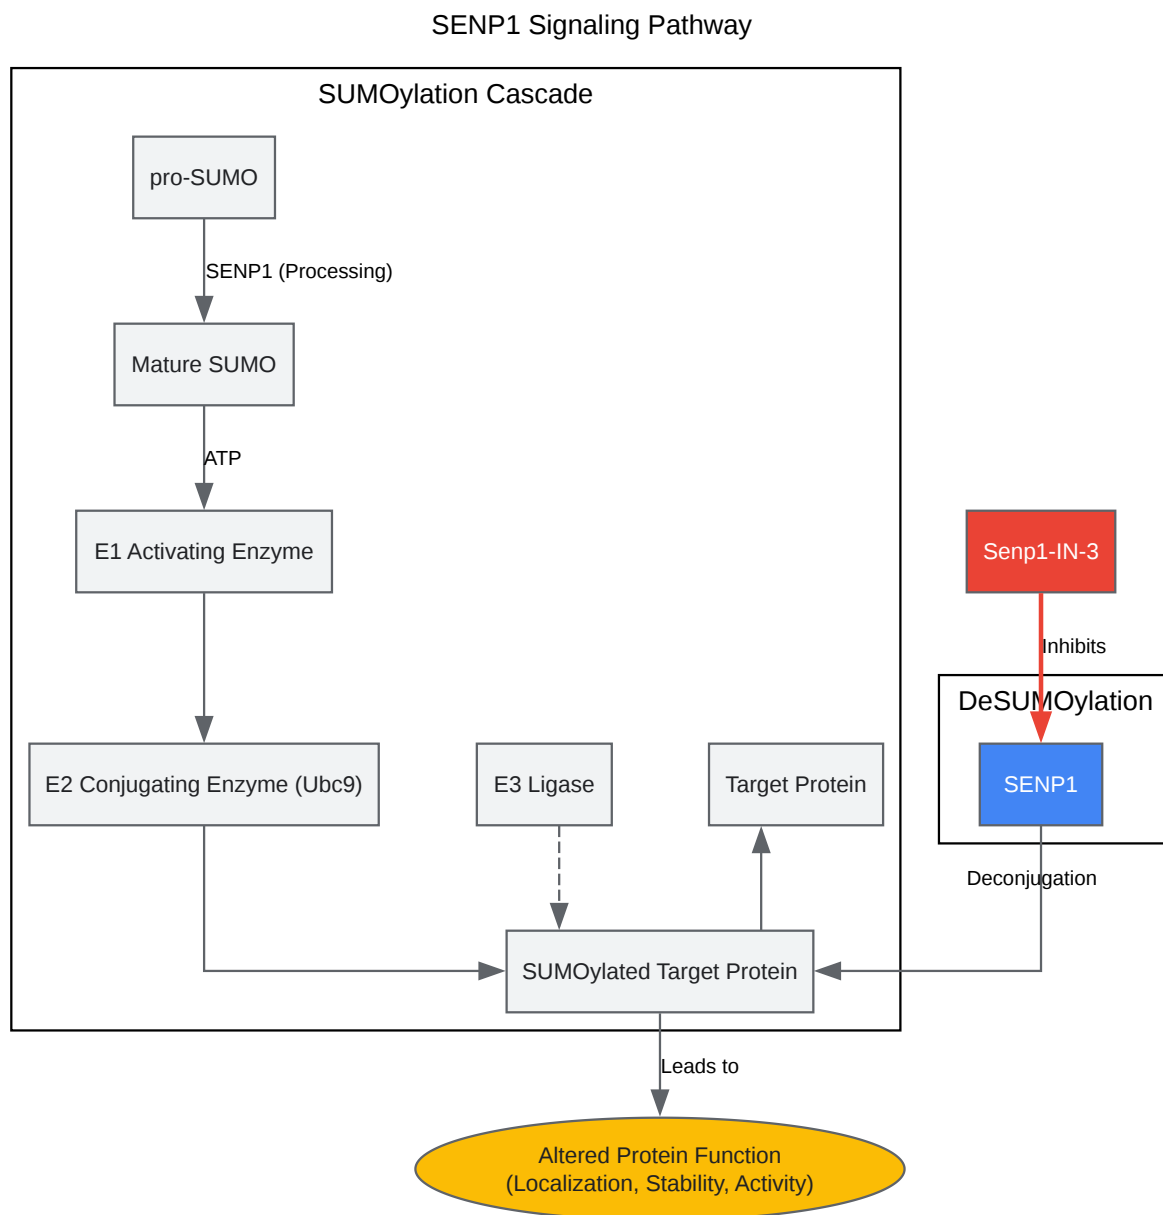 SENP1 Signaling Pathway
SUMOylation Cascade
pro-SUMO
SENP1 (Processing)
Mature SUMO
ATP
E1 Activating Enzyme
Senp1-IN-3
Inhibits
DeSUMOylation
E2 Conjugating Enzyme (Ubc9)
E3 Ligase
Target Protein
SENP1
Deconjugation
SUMOylated Target Protein
Leads to
Altered Protein Function
(Localization, Stability, Activity)